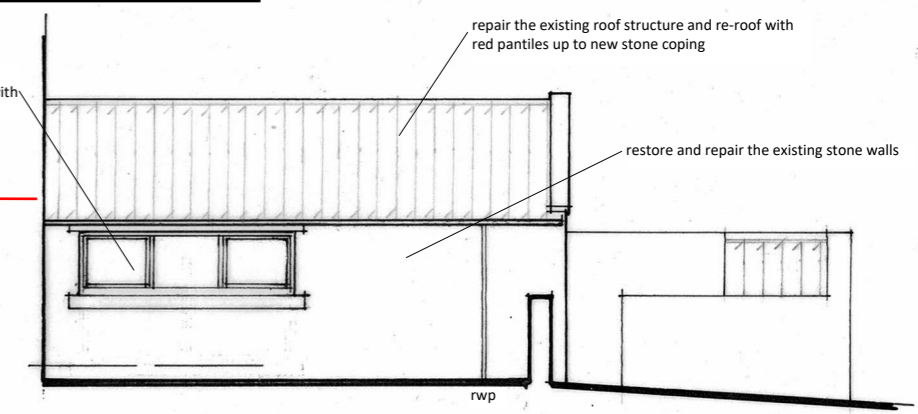 repair the existing roof structure and re-roof with
red pantiles up to new stone coping
with
restore and repair the existing stone walls
rwp